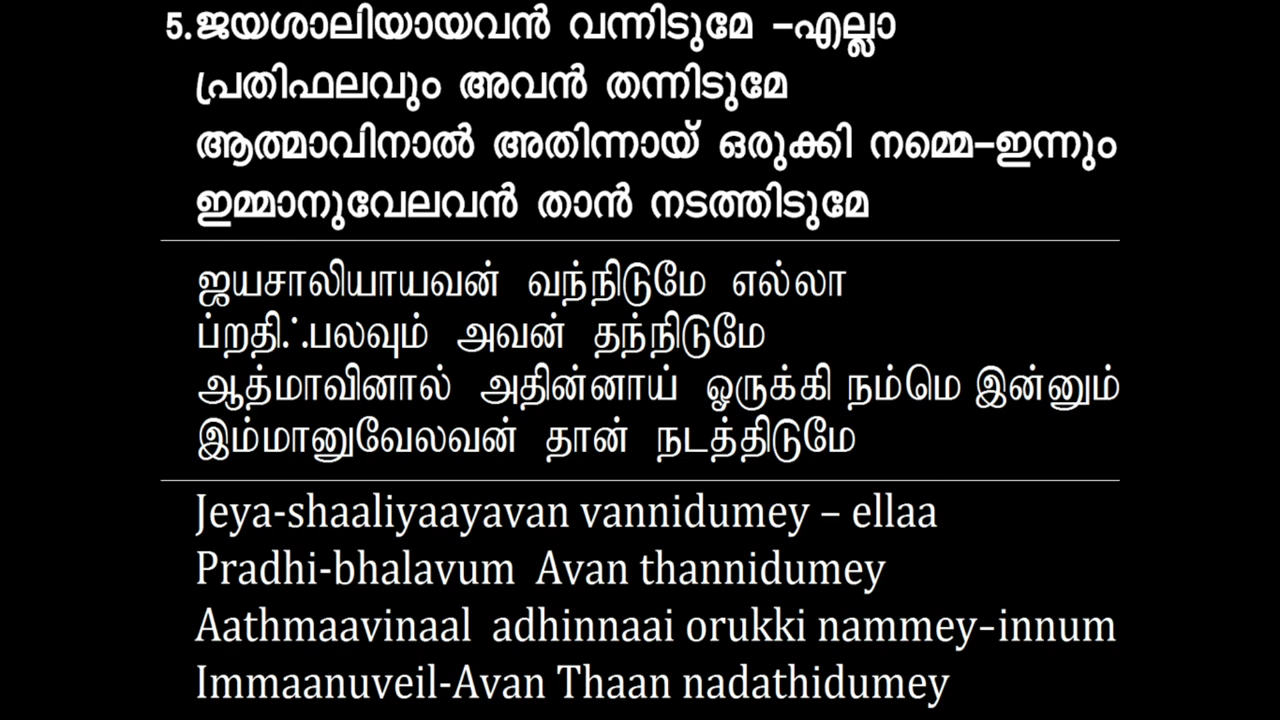 5.ജയശാലിയായവൻ വന്നിടുമേ -എല്ലാ
പ്രതിഫലവും അവൻ തന്നിടുമേ
ആത്മാവിനാൽ അതിന്നായ് ഒരുക്കി നമ്മെ-ഇന്നും
ഇമ്മാനുവേലവൻ താൻ നടത്തിടുമേ
ஜயசாலியாயவன் வந்நிடுமே எல்லா
ப்றதிஃபலவும் அவன் தந்நிடுமே
ஆத்மாவினால் அதின்னாய் ஒருக்கி நம்மெ இன்னும்
இம்மானுவேலவன் தான் நடத்திடுமே
Jeya-shaaliyaayavan vannidumey – ellaa
Pradhi-bhalavum Avan thannidumey
Aathmaavinaal adhinnaai orukki nammey–innum
Immaanuveil-Avan Thaan nadathidumey